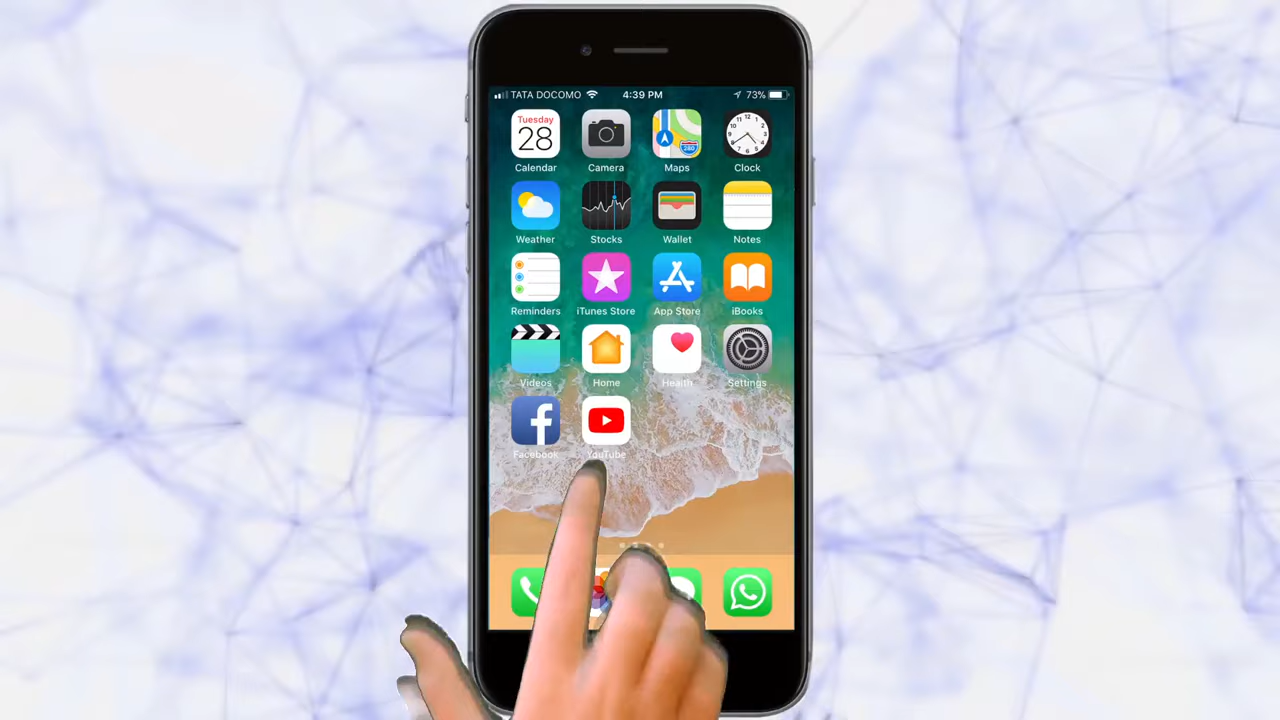 TATA DOCOMO 4:39 PM 73%
Tuesday
28
Calendar Camera Maps Clock
Weather Stocks Wallet Notes
Reminders iTunes Store App Store iBooks
Videos Home Health Settings
Facebook YouTube